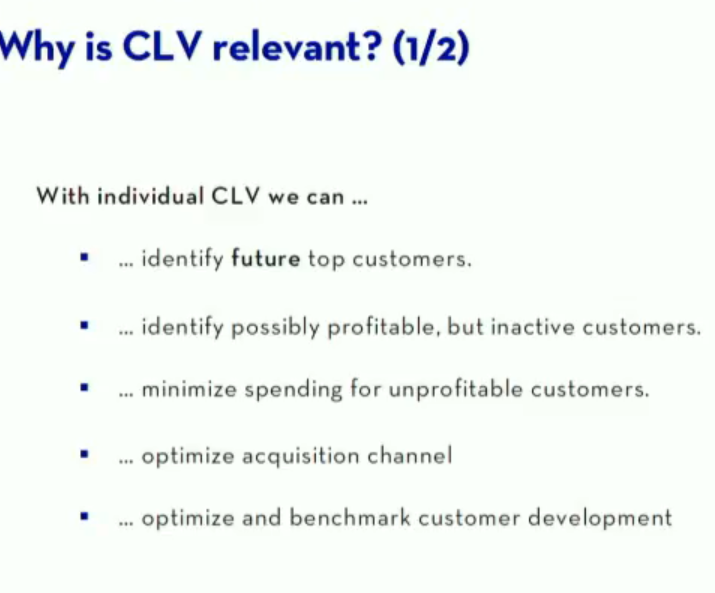 Why is CLV relevant? (1/2)
With individual CLV we can ...
▪ ... identify future top customers.
▪ ... identify possibly profitable, but inactive customers.
▪ ... minimize spending for unprofitable customers.
▪ ... optimize acquisition channel
▪ ... optimize and benchmark customer development